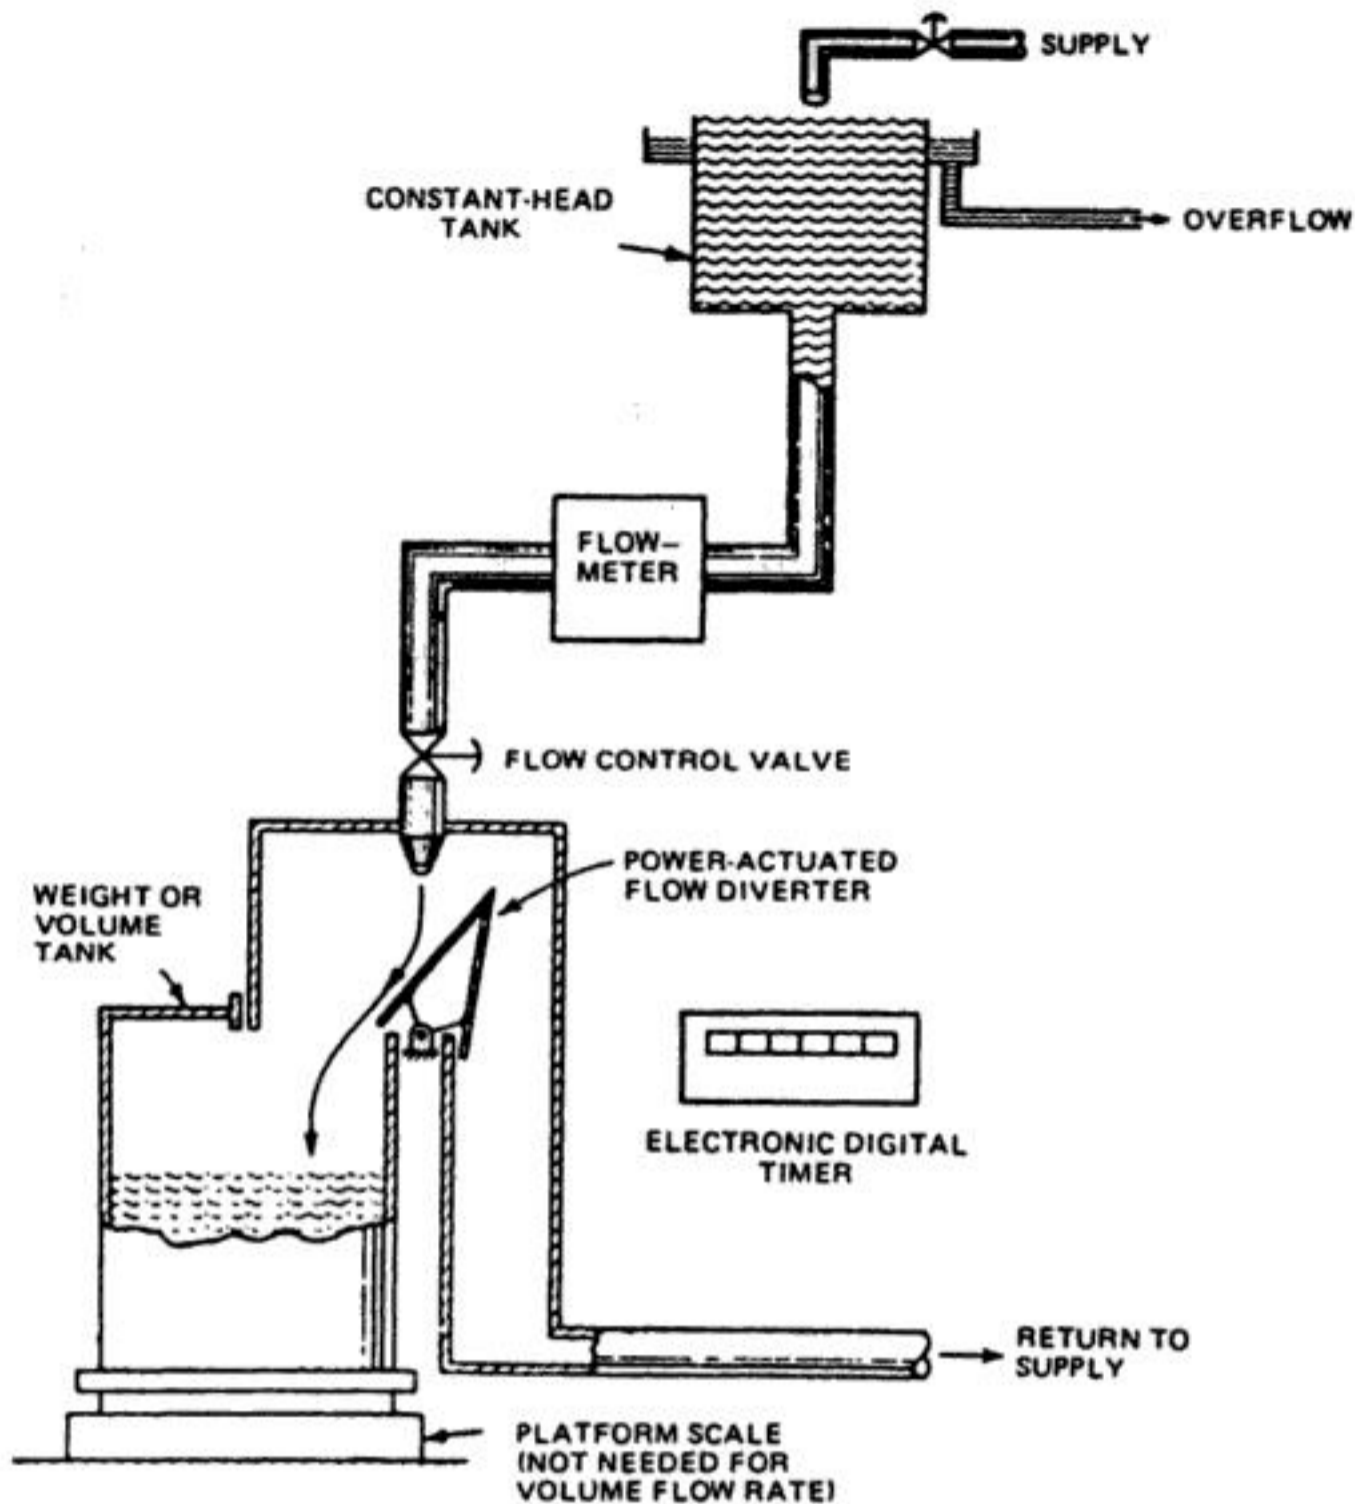 SUPPLY
CONSTANT-HEAD
TANK
OVERFLOW
FLOW-
METER
FLOW CONTROL VALVE
POWER-ACTUATED
FLOW DIVERTER
WEIGHT OR
VOLUME
TANK
ELECTRONIC DIGITAL
TIMER
RETURN TO
SUPPLY
PLATFORM SCALE
(NOT NEEDED FOR
VOLUME FLOW RATE)